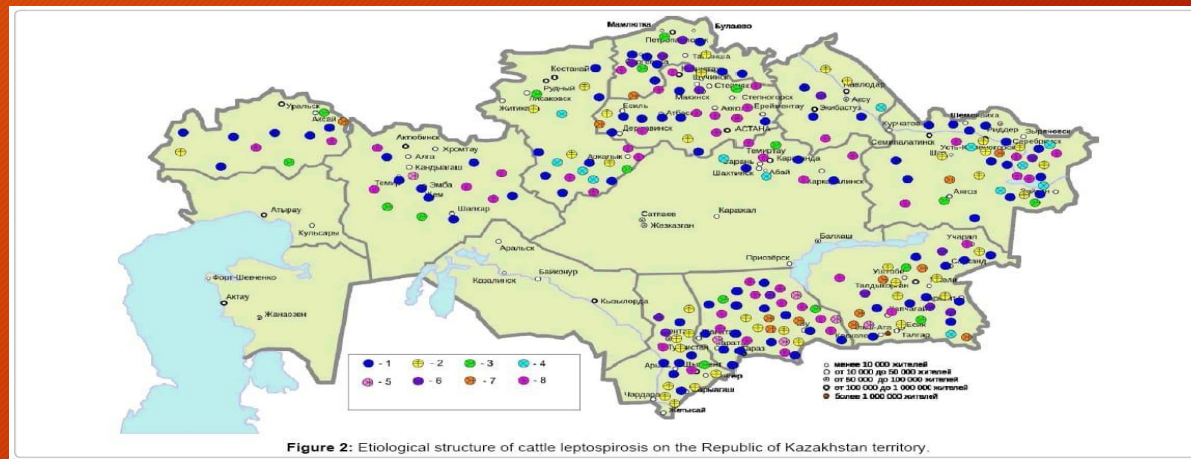 Мамлютка
Булаево
Костанай
Рудный
Лисаковск
Щучинск
Макинск
Степногорск
Ерейментау
Павлодар
Аксу
Экибастуз
Курчатов
Семипалатинск
Шемонаиха
Риддер
Зыряновск
Серебрянск
Усть-Каменогорск
Уральск
Аксай
Есиль
Державинск
АСТАНА
Актюбинск
Хромтау
Алга
Кандыагаш
Темир
Эмба
Шалкар
Аркалык
Темиртау
Сарань
Караганда
Шахтинск
Абай
Каркаралинск
Аягоз
Атырау
Кульсары
Сатпаев
Жезказган
Каражал
Балхаш
Приозёрск
Учарал
Уштобе
Талдыкорган
Форт-Шевченко
Актау
Жанаозен
Аральск
Казалинск
Байконур
Кызылорда
Есик
Талгар
Чардара
Жетысай
- 1
- 2
- 3
- 4
- 5
- 6
- 7
- 8
менее 10 000 жителей
от 10 000 до 50 000 жителей
от 50 000 до 100 000 жителей
от 100 000 до 1 000 000 жителей
более 1 000 000 жителей
Figure 2: Etiological structure of cattle leptospirosis on the Republic of Kazakhstan territory.